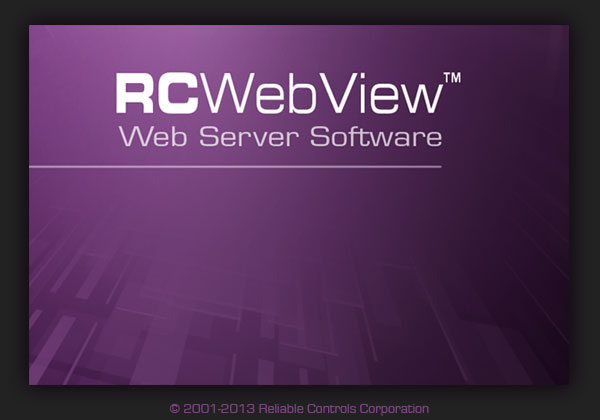 RCWebView™
Web Server Software
© 2001-2013 Reliable Controls Corporation